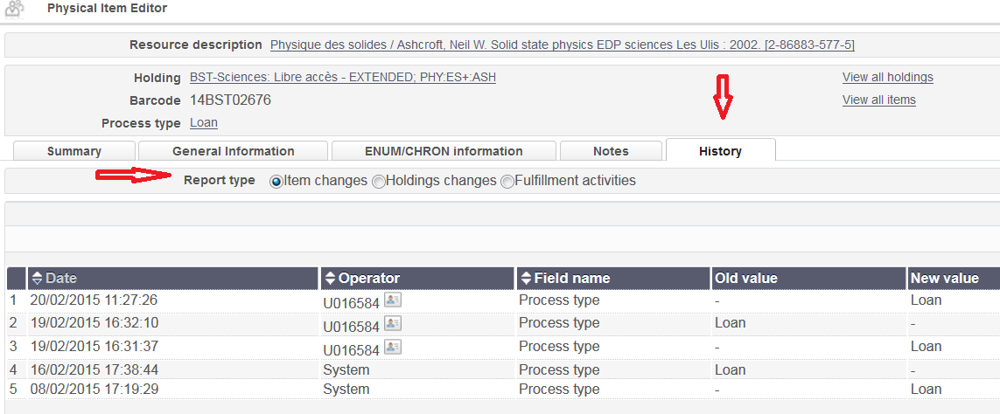 Physical Item Editor
Resource description Physique des solides / Ashcroft, Neil W. Solid state physics EDP sciences Les Ulis : 2002. [2-86883-577-5]
Holding BST-Sciences: Libre accès - EXTENDED; PHY:ES+:ASH View all holdings
Barcode 14BST02676 View all items
Process type Loan
Summary General Information ENUM/CHRON information Notes History
Report type Item changes Holdings changes Fulfillment activities
Date Operator Field name Old value New value
1 20/02/2015 11:27:26 U016584 Process type - Loan
2 19/02/2015 16:32:10 U016584 Process type Loan -
3 19/02/2015 16:31:37 U016584 Process type - Loan
4 16/02/2015 17:38:44 System Process type Loan -
5 08/02/2015 17:19:29 System Process type - Loan